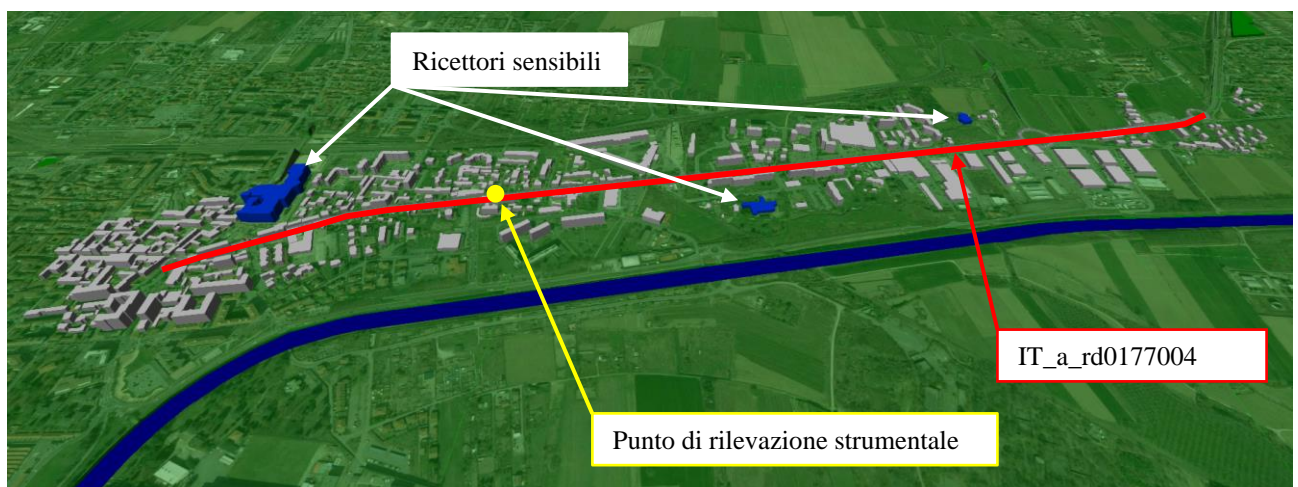 Ricettori sensibili
IT_a_rd0177004
Punto di rilevazione strumentale